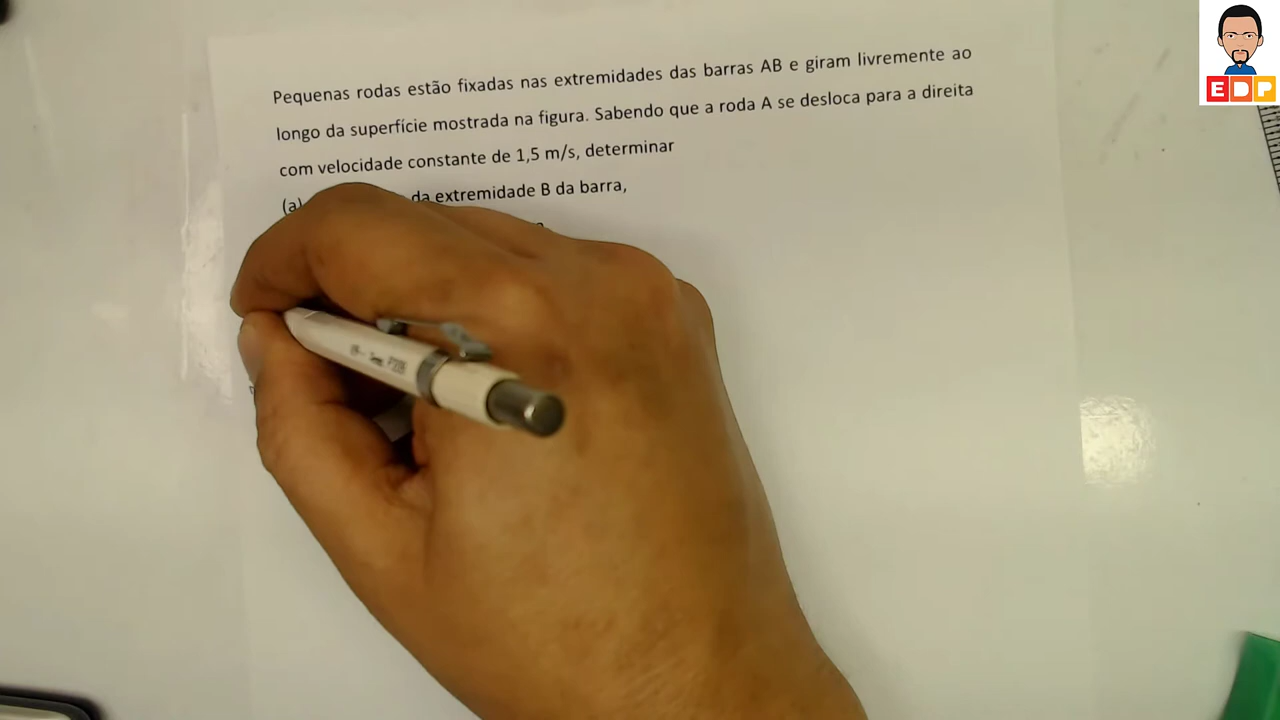 Pequenas rodas estão fixadas nas extremidades das barras AB e giram livremente ao
longo da superfície mostrada na figura. Sabendo que a roda A se desloca para a direita
com velocidade constante de 1,5 m/s, determinar
(a) da extremidade B da barra,
EDP